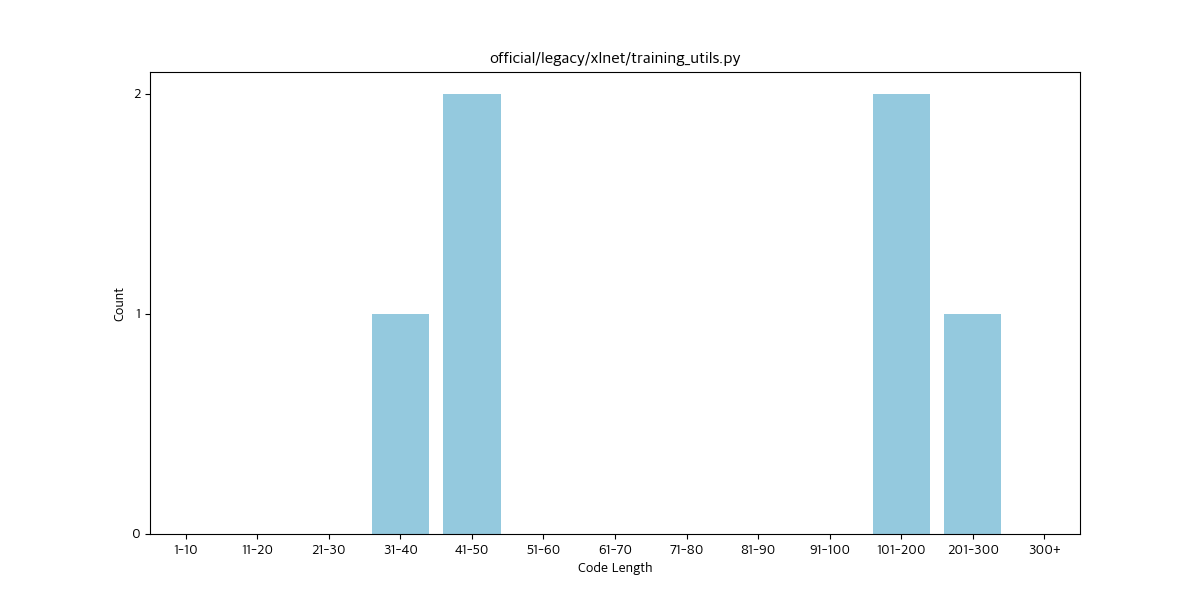 official/legacy/xlnet/training_utils.py
Count
2
1
0
1-10 11-20 21-30 31-40 41-50 51-60 61-70 71-80 81-90 91-100 101-200 201-300 300+
Code Length